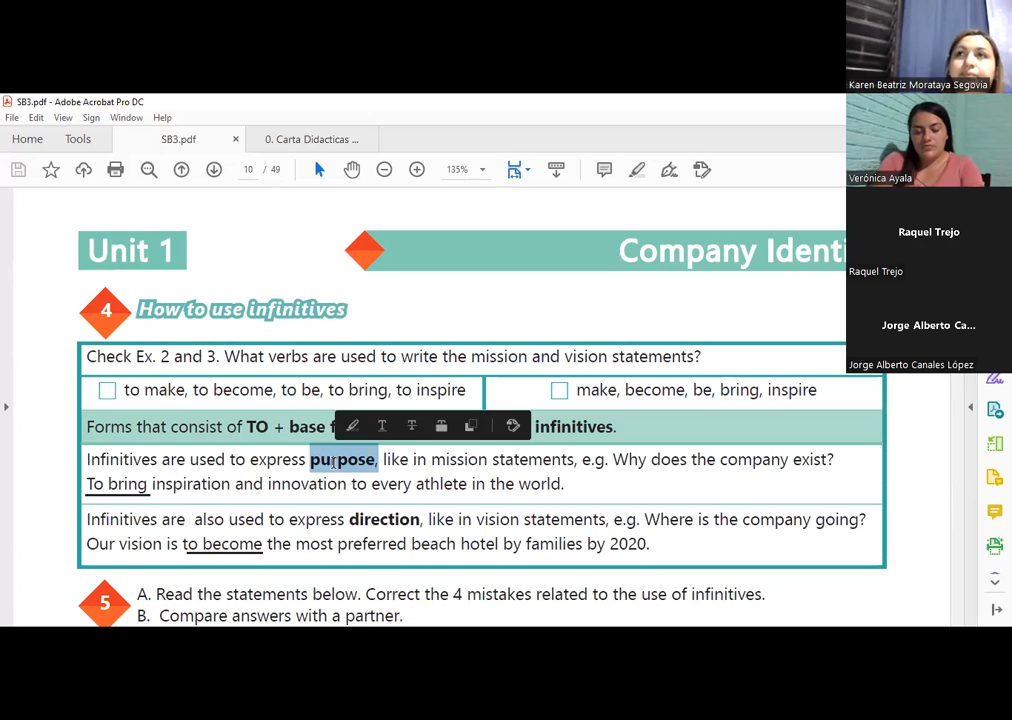 Karen Beatriz Morataya Segovia
SB3.pdf - Adobe Acrobat Pro DC
File Edit View Sign Window Help
Home Tools SB3.pdf × 0. Carta Didacticas ...
10 / 49 135%
Verónica Ayala
Raquel Trejo
Raquel Trejo
Jorge Alberto Ca...
Jorge Alberto Canales López
Unit 1 Company Identi
4 How to use infinitives
Check Ex. 2 and 3. What verbs are used to write the mission and vision statements?
to make, to become, to be, to bring, to inspire make, become, be, bring, inspire
Forms that consist of TO + base infinitives.
Infinitives are used to express purpose, like in mission statements, e.g. Why does the company exist?
To bring inspiration and innovation to every athlete in the world.
Infinitives are also used to express direction, like in vision statements, e.g. Where is the company going?
Our vision is to become the most preferred beach hotel by families by 2020.
5 A. Read the statements below. Correct the 4 mistakes related to the use of infinitives.
B. Compare answers with a partner.